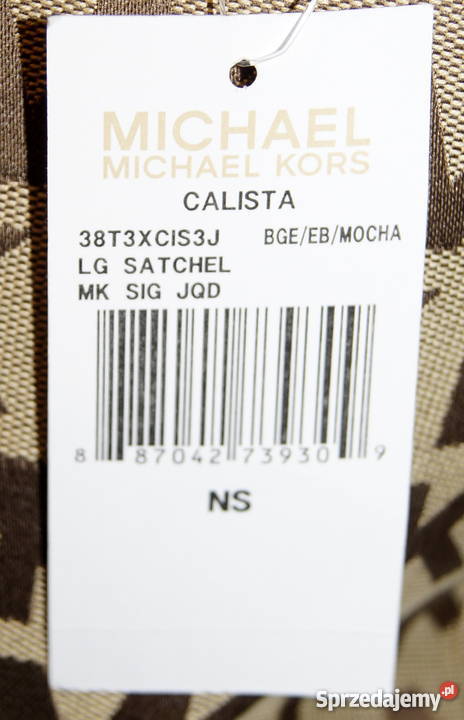 MICHAEL
MICHAEL KORS
CALISTA
38T3XCIS3J BGE/EB/MOCHA
LG SATCHEL
MK SIG JQD
8 87042 73930 9
NS
Sprzedajemy.pl